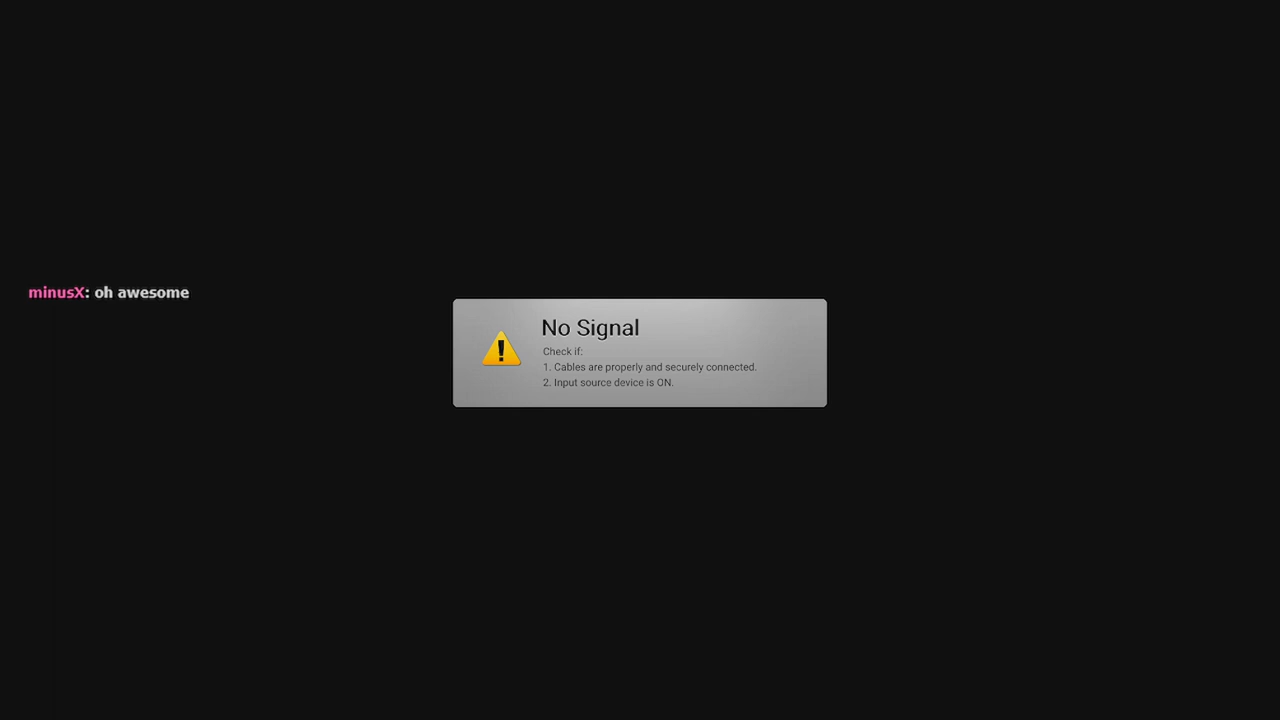 minusX: oh awesome
No Signal
Check if:
1. Cables are properly and securely connected.
2. Input source device is ON.